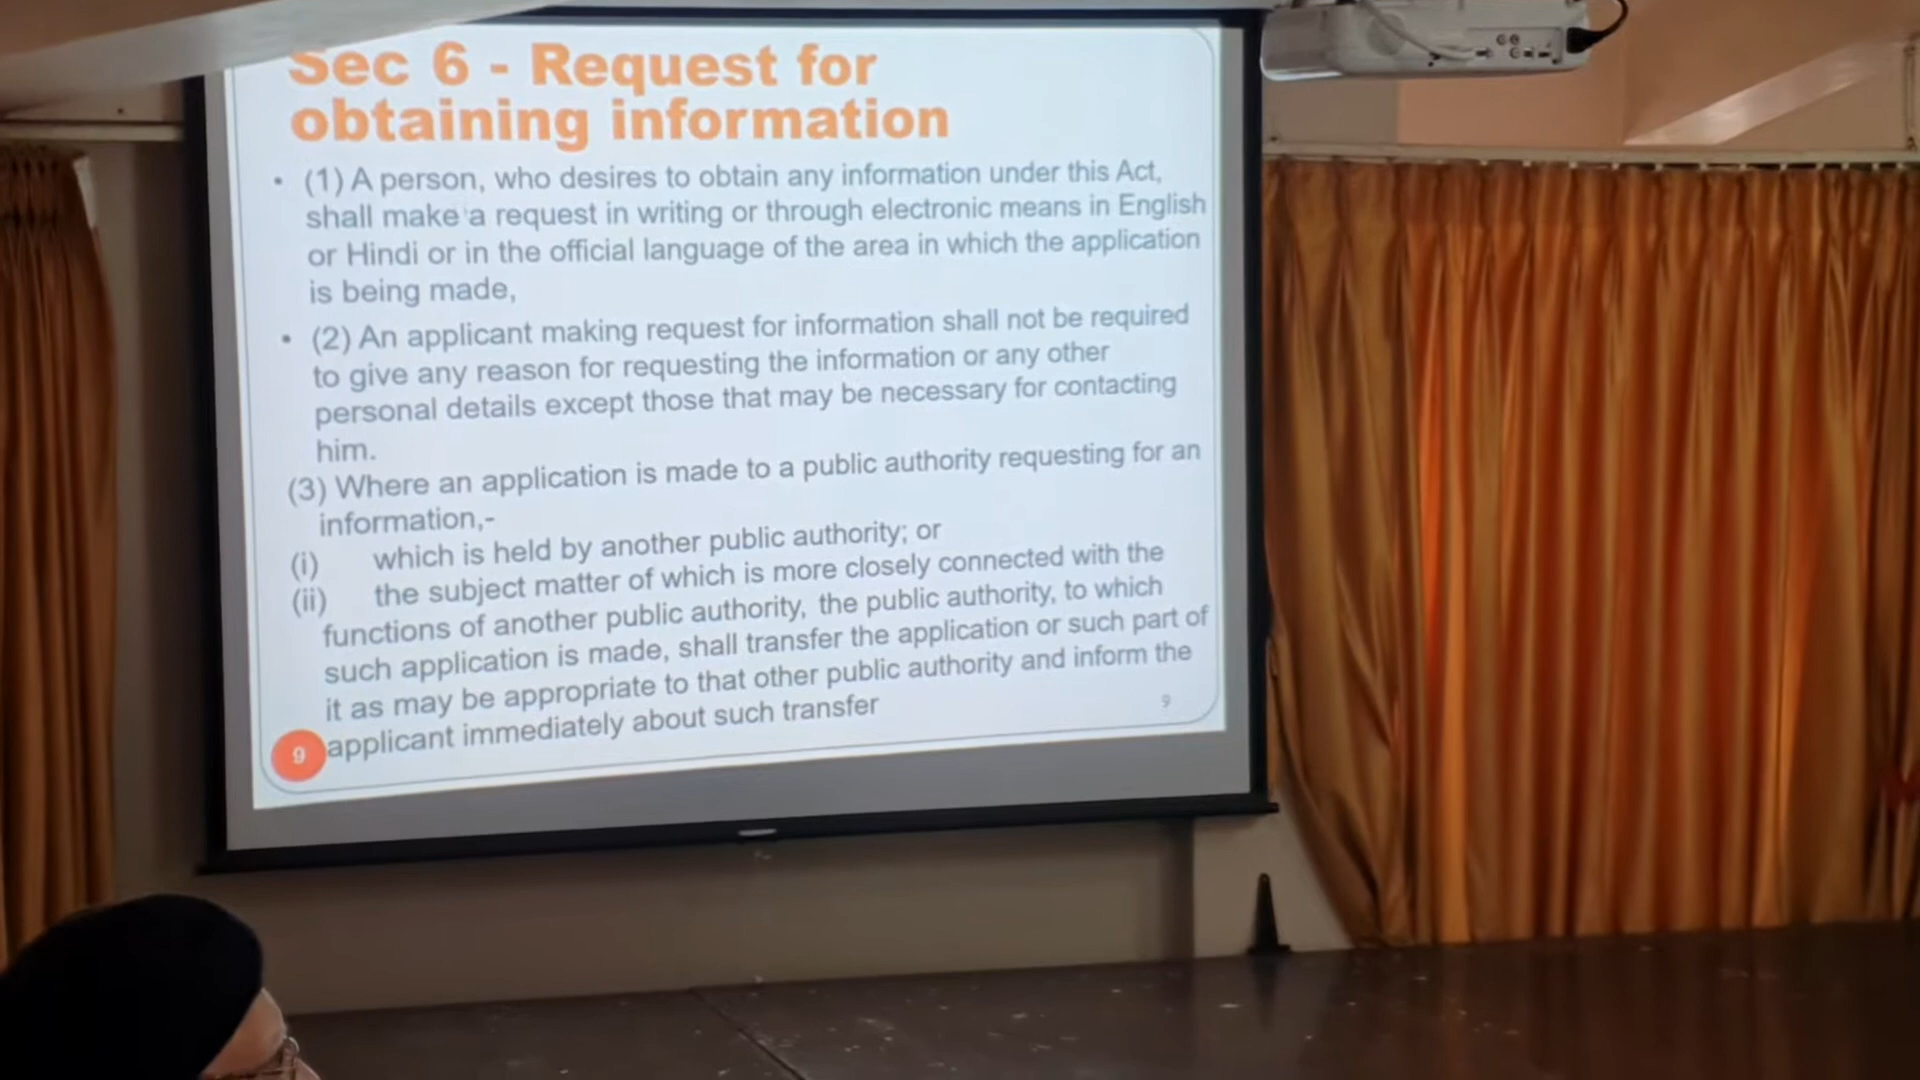 Sec 6 - Request for
obtaining information
• (1) A person, who desires to obtain any information under this Act,
shall make a request in writing or through electronic means in English
or Hindi or in the official language of the area in which the application
is being made,
• (2) An applicant making request for information shall not be required
to give any reason for requesting the information or any other
personal details except those that may be necessary for contacting
him.
(3) Where an application is made to a public authority requesting for an
information,-
(i) which is held by another public authority; or
(ii) the subject matter of which is more closely connected with the
functions of another public authority, the public authority, to which
such application is made, shall transfer the application or such part of
it as may be appropriate to that other public authority and inform the
applicant immediately about such transfer
9
9